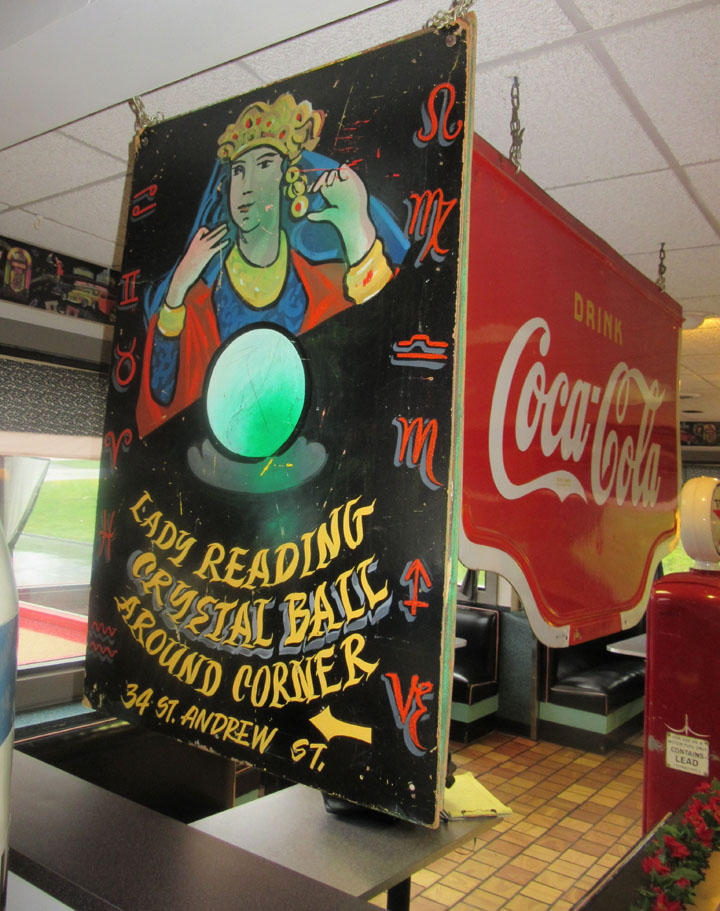 LADY READING
CRYSTAL BALL
AROUND CORNER
34 ST. ANDREW ST.
DRINK
Coca-Cola
CONTAINS
LEAD